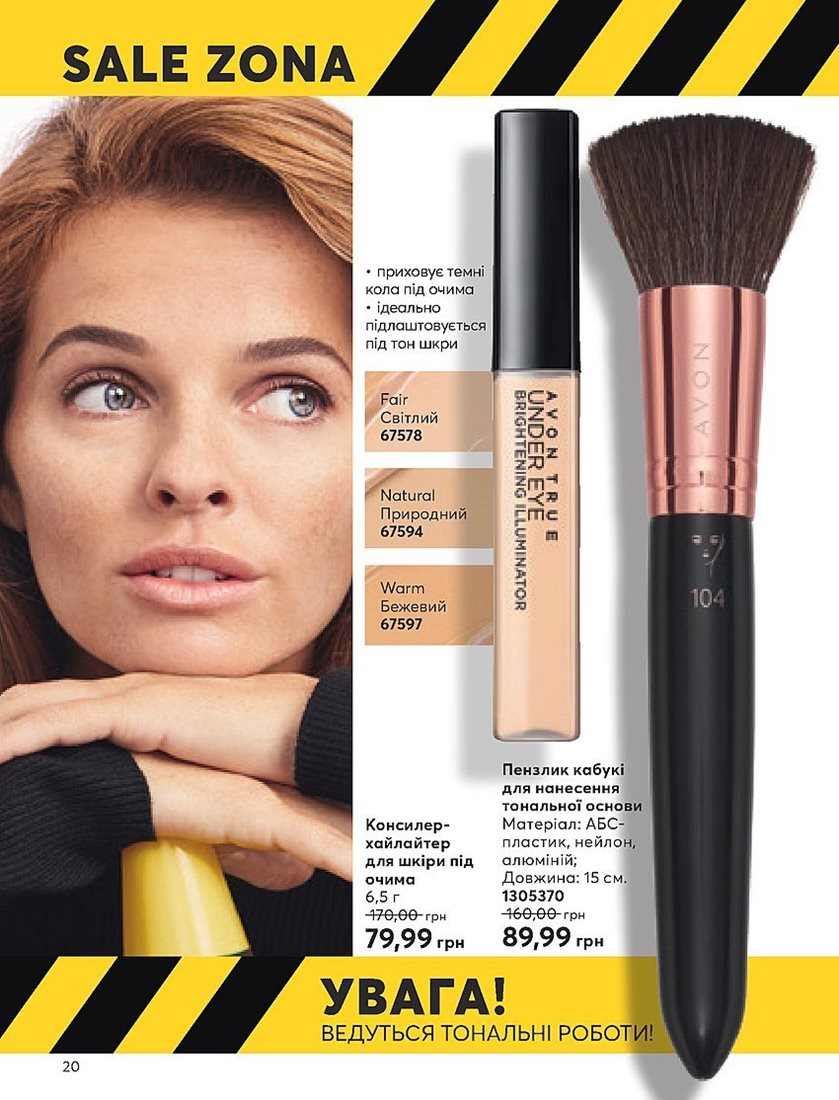 SALE ZONA
• приховує темні
кола під очима
• ідеально
підлаштовується
під тон шкри
Fair
Світлий
67578
Natural
Природний
67594
Warm
Бежевий
67597
AVON TRUE
UNDER EYE
BRIGHTENING ILLUMINATOR
AVON
104
Консилер-
хайлайтер
для шкіри під
очима
6,5 г
170,00 грн
79,99 грн
Пензлик кабукі
для нанесення
тональної основи
Матеріал: АБС-
пластик, нейлон,
алюміній;
Довжина: 15 см.
1305370
160,00 грн
89,99 грн
УВАГА!
ВЕДУТЬСЯ ТОНАЛЬНІ РОБОТИ!
20